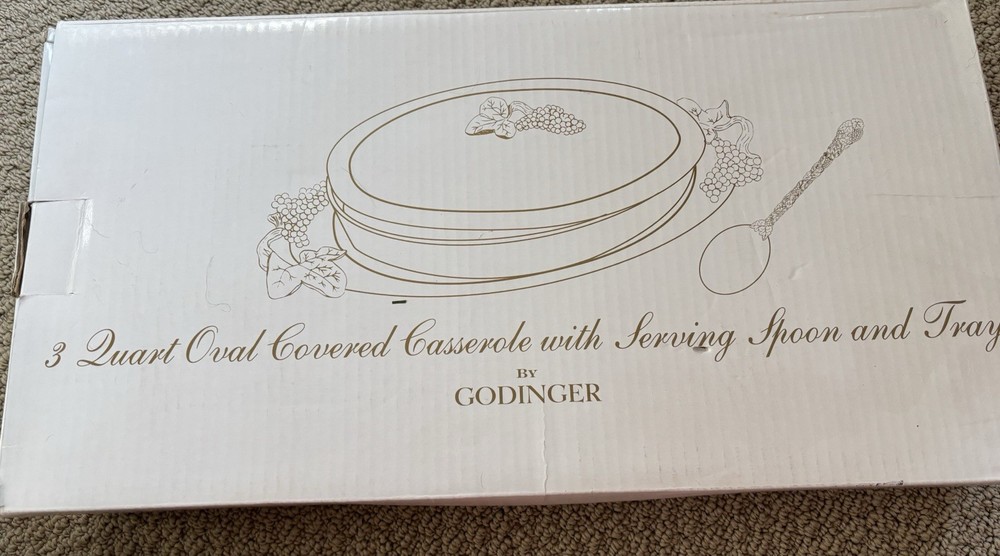 3 Quart Oval Covered Casserole with Serving Spoon and Tray
BY
GODINGER